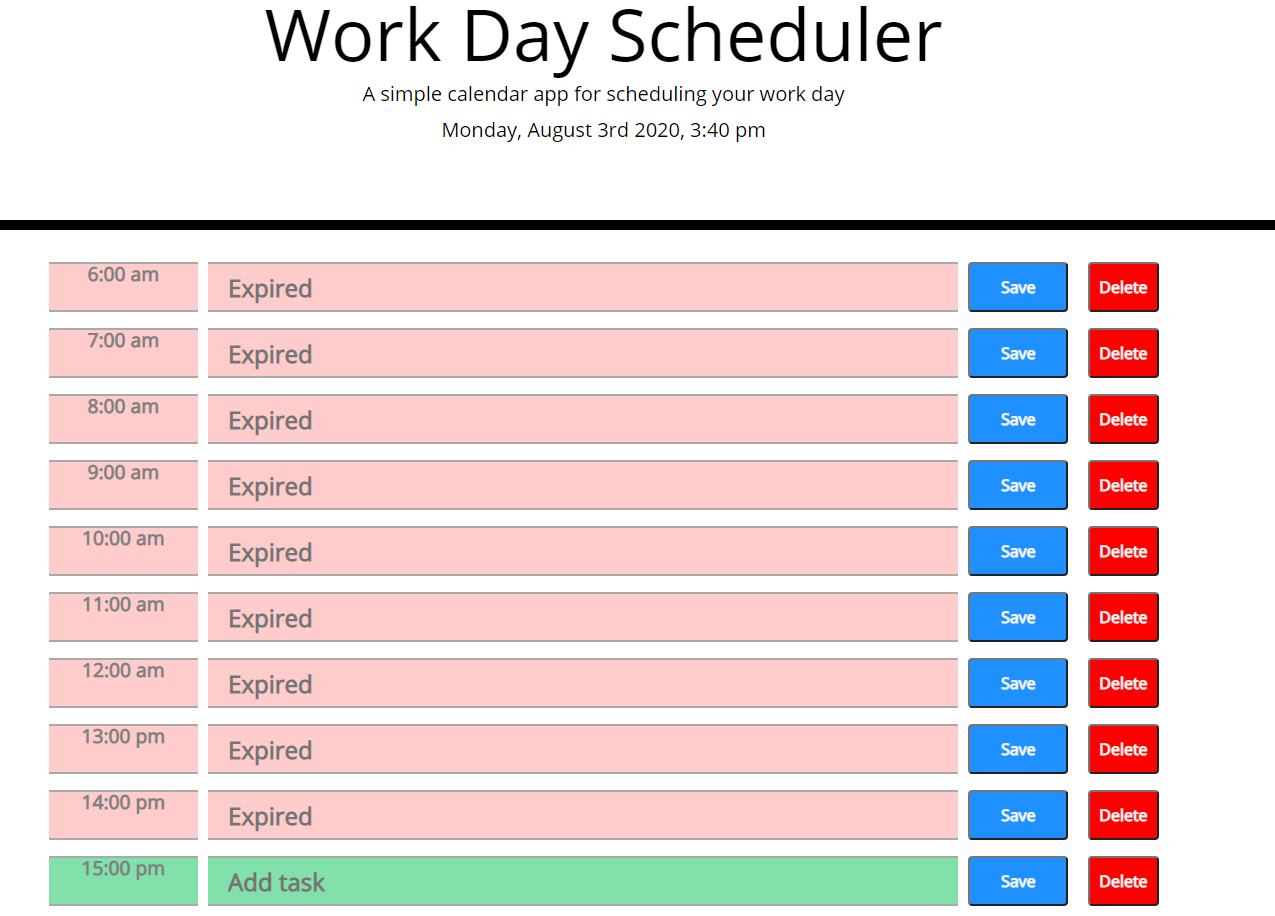 Work Day Scheduler
A simple calendar app for scheduling your work day
Monday, August 3rd 2020, 3:40 pm
6:00 am Expired Save Delete
7:00 am Expired Save Delete
8:00 am Expired Save Delete
9:00 am Expired Save Delete
10:00 am Expired Save Delete
11:00 am Expired Save Delete
12:00 am Expired Save Delete
13:00 pm Expired Save Delete
14:00 pm Expired Save Delete
15:00 pm Add task Save Delete